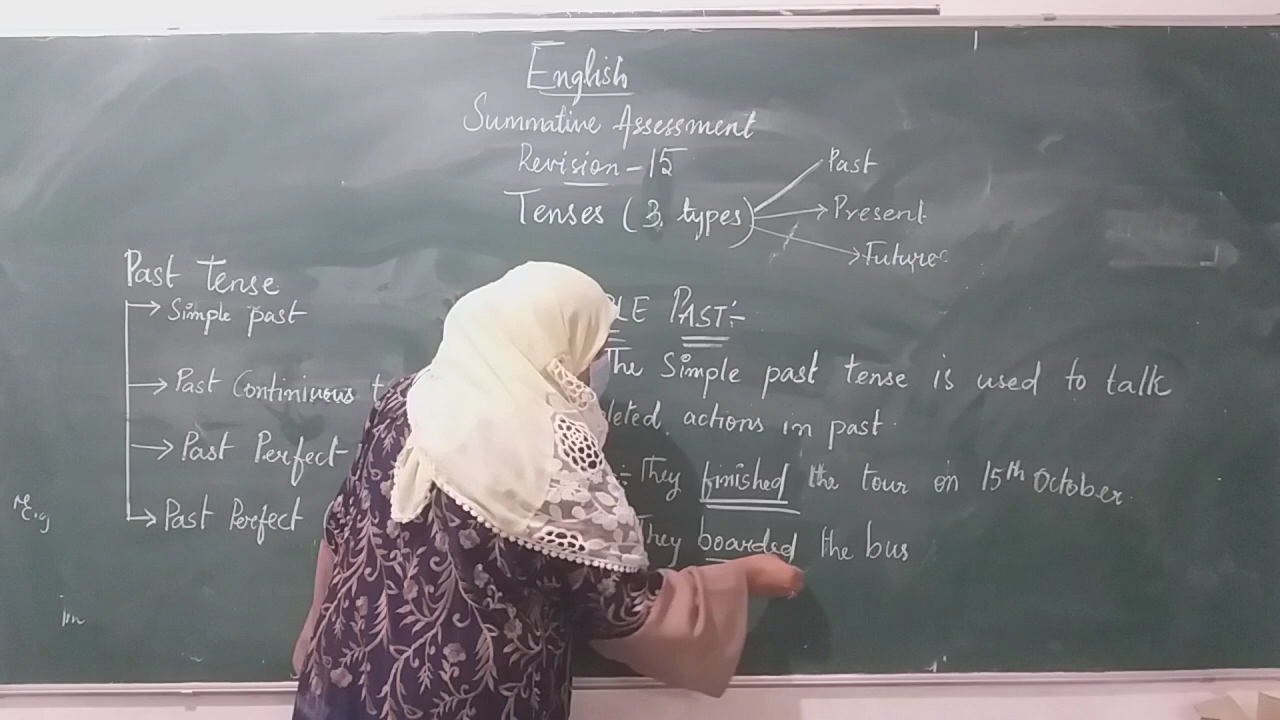 English
Summative Assessment
Revision - 15
Tenses (3 types)
Past
Present
Future
Past Tense
Simple past
Past Continuous t
Past Perfect
Past Perfect
LE PAST:-
The Simple past tense is used to talk
leted actions in past.
:- They finished the tour on 15th October.
They boarded the bus